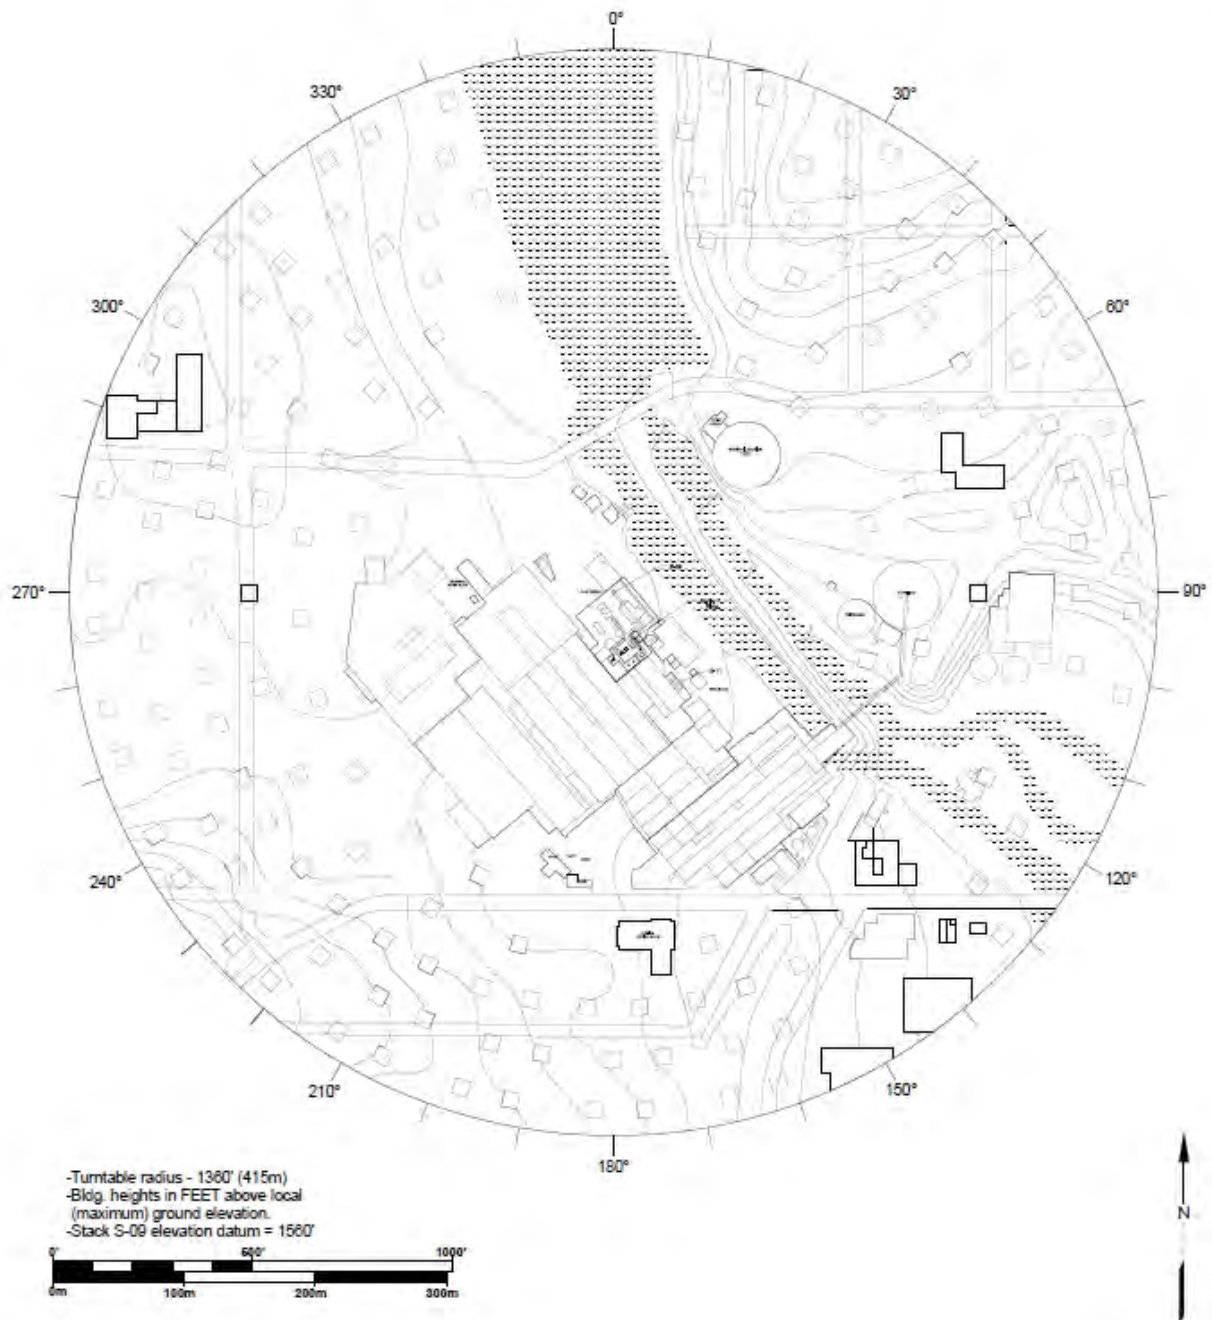 0°
330°
30°
300°
60°
270°
90°
240°
120°
210°
150°
180°
-Turntable radius - 1360' (415m)
-Bldg. heights in FEET above local
(maximum) ground elevation.
-Stack S-09 elevation datum = 1560'
N
0' 500' 1000'
0m 100m 200m 300m